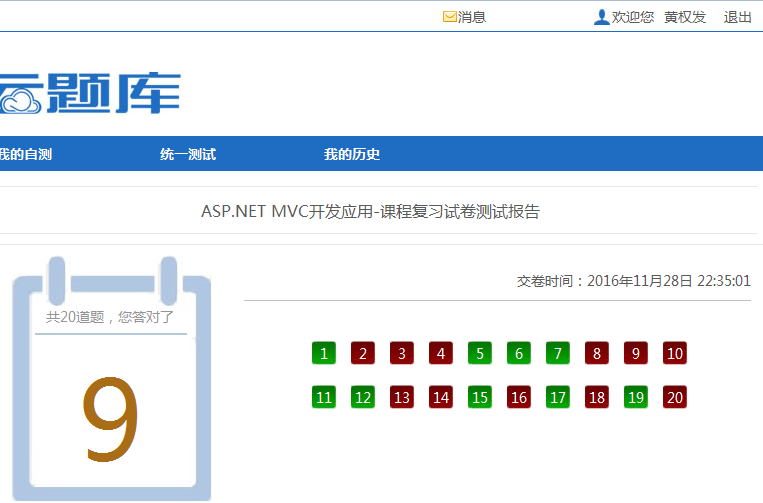 消息
欢迎您 黄权发 退出
云题库
我的自测 统一测试 我的历史
ASP.NET MVC开发应用-课程复习试卷测试报告
交卷时间：2016年11月28日 22:35:01
共20道题，您答对了
9
1 2 3 4 5 6 7 8 9 10
11 12 13 14 15 16 17 18 19 20